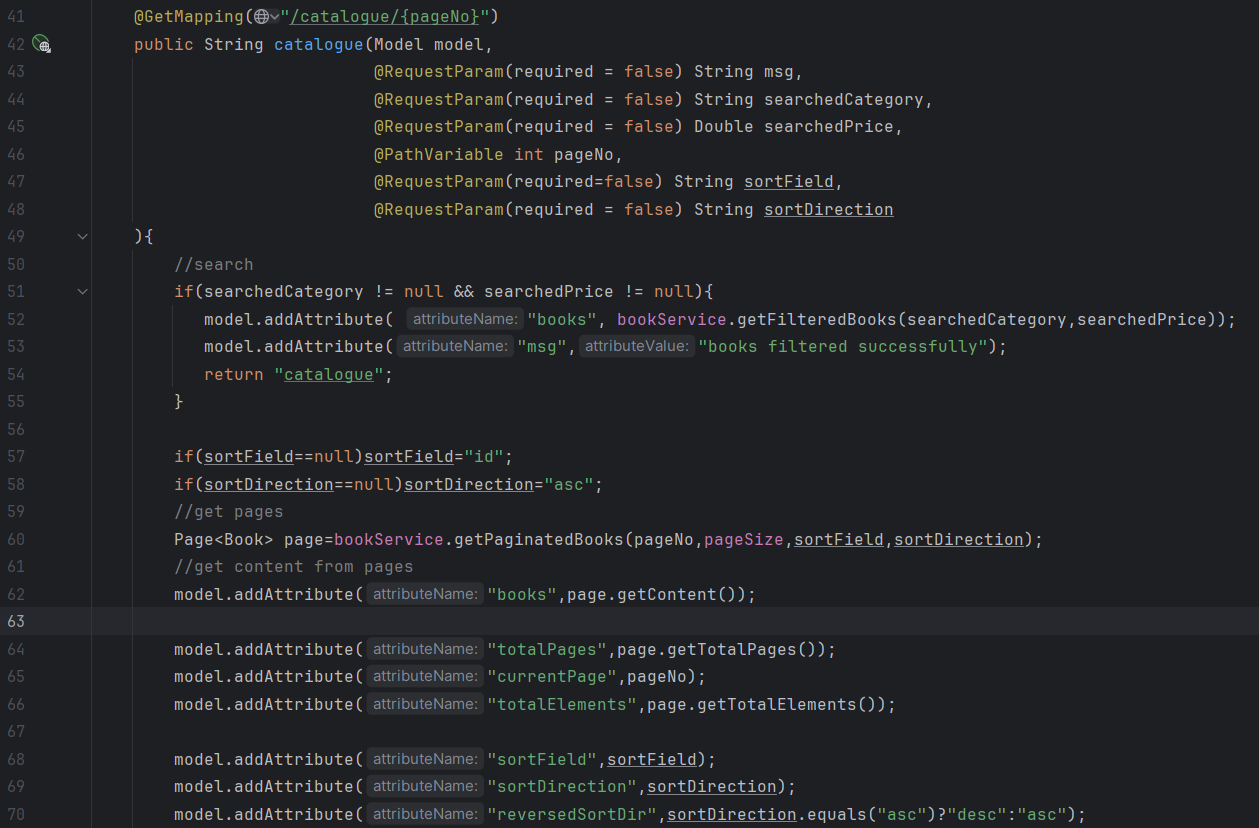 41 @GetMapping("/catalogue/{pageNo}")
42 public String catalogue(Model model,
43 @RequestParam(required = false) String msg,
44 @RequestParam(required = false) String searchedCategory,
45 @RequestParam(required = false) Double searchedPrice,
46 @PathVariable int pageNo,
47 @RequestParam(required=false) String sortField,
48 @RequestParam(required = false) String sortDirection
49 ){
50 //search
51 if(searchedCategory != null && searchedPrice != null){
52 model.addAttribute( attributeName: "books", bookService.getFilteredBooks(searchedCategory,searchedPrice));
53 model.addAttribute( attributeName: "msg", attributeValue: "books filtered successfully");
54 return "catalogue";
55 }
56
57 if(sortField==null)sortField="id";
58 if(sortDirection==null)sortDirection="asc";
59 //get pages
60 Page<Book> page=bookService.getPaginatedBooks(pageNo,pageSize,sortField,sortDirection);
61 //get content from pages
62 model.addAttribute( attributeName: "books",page.getContent());
63
64 model.addAttribute( attributeName: "totalPages",page.getTotalPages());
65 model.addAttribute( attributeName: "currentPage",pageNo);
66 model.addAttribute( attributeName: "totalElements",page.getTotalElements());
67
68 model.addAttribute( attributeName: "sortField",sortField);
69 model.addAttribute( attributeName: "sortDirection",sortDirection);
70 model.addAttribute( attributeName: "reversedSortDir",sortDirection.equals("asc")?"desc":"asc");